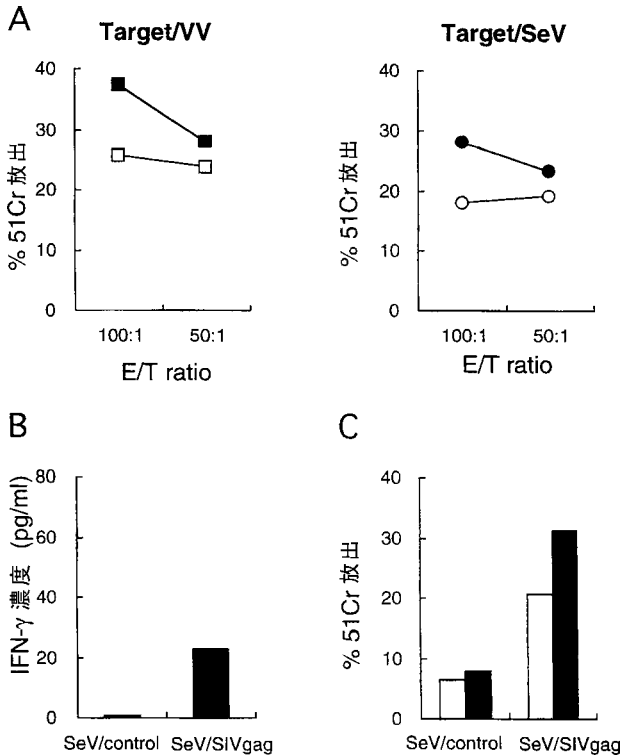 A
Target/VV
% 51Cr 放出
40
30
20
10
0
100:1
50:1
E/T ratio
Target/SeV
% 51Cr 放出
40
30
20
10
0
100:1
50:1
E/T ratio
B
IFN-γ 濃度 (pg/ml)
80
60
40
20
0
SeV/control
SeV/SIVgag
C
% 51Cr 放出
40
30
20
10
0
SeV/control
SeV/SIVgag